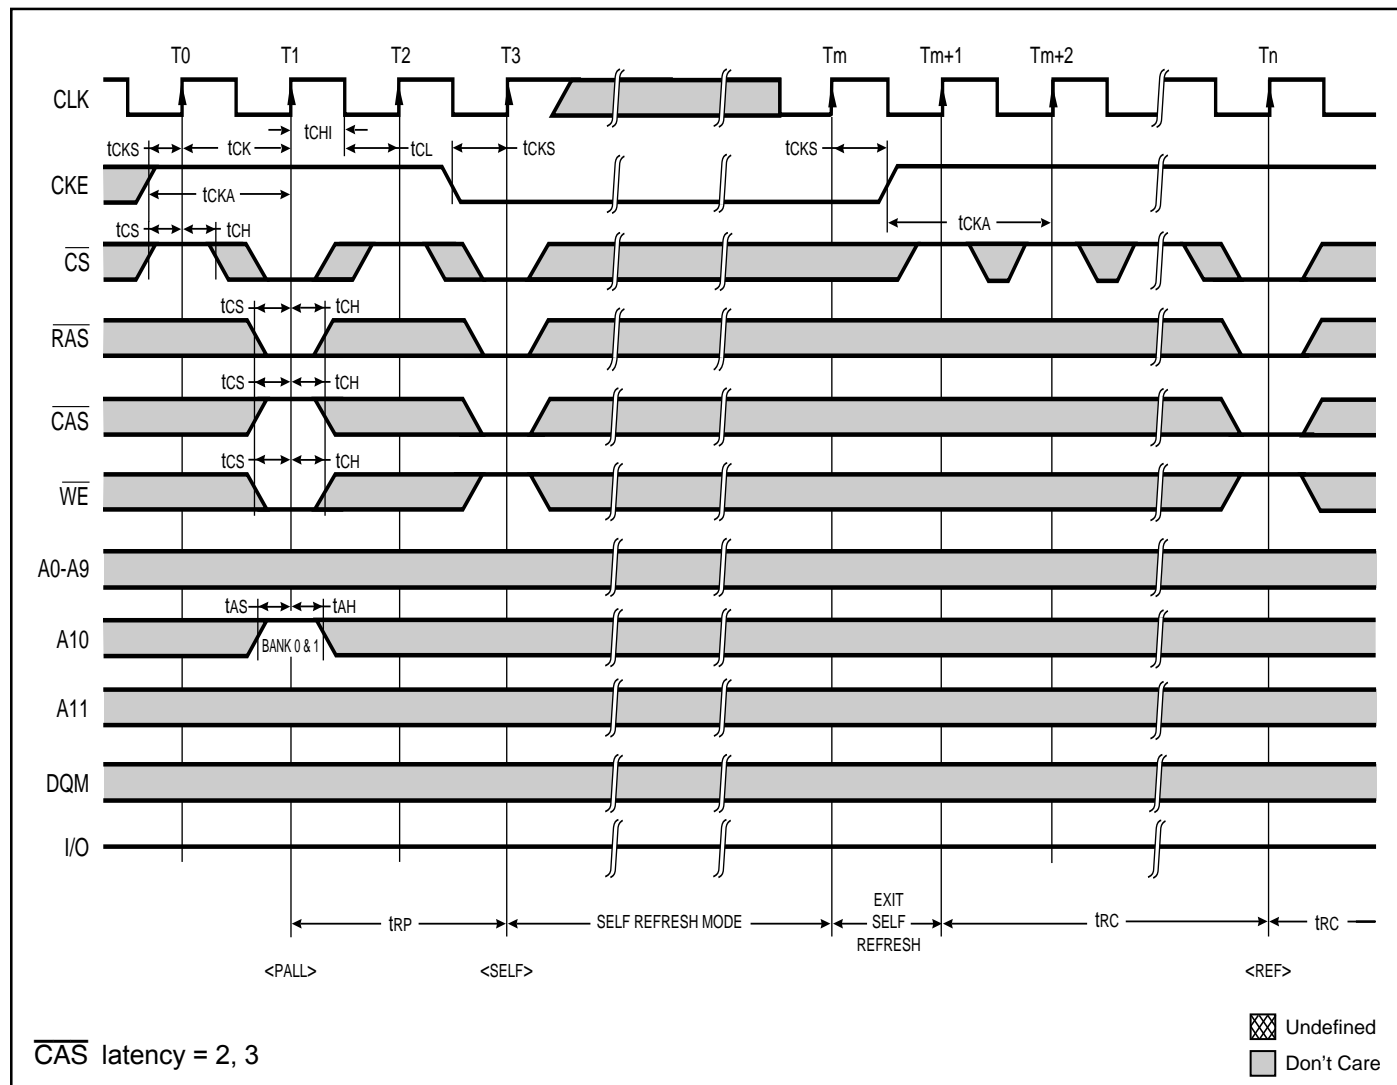 T0 T1 T2 T3 Tm Tm+1 Tm+2 Tn
CLK
tCHI
tCKS tCK tCL tCKS tCKS
CKE
tCKA
tCKA
tCS tCH
CS
tCS tCH
RAS
tCS tCH
CAS
tCS tCH
WE
A0-A9
tAS tAH
A10 BANK 0 & 1
A11
DQM
I/O
EXIT
tRP SELF REFRESH MODE SELF tRC tRC
REFRESH
<PALL> <SELF> <REF>
Undefined
CAS latency = 2, 3
Don't Care